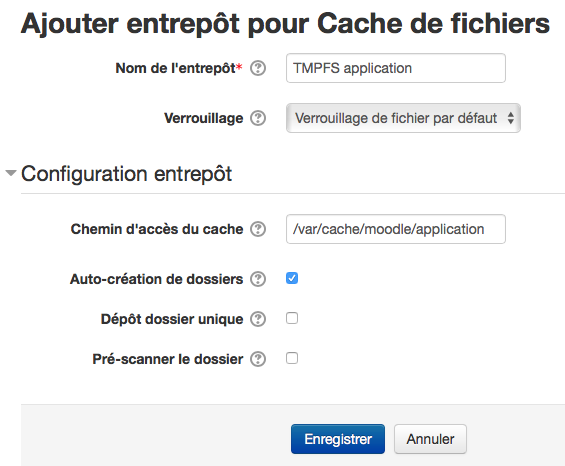 Ajouter entrepôt pour Cache de fichiers
Nom de l'entrepôt* TMPFS application
Verrouillage Verrouillage de fichier par défaut
Configuration entrepôt
Chemin d'accès du cache /var/cache/moodle/application
Auto-création de dossiers
Dépôt dossier unique
Pré-scanner le dossier
Enregistrer Annuler